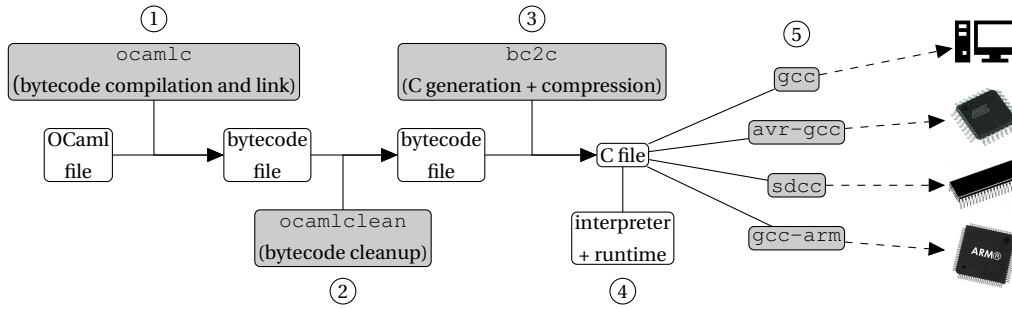 ①
③
⑤
ocamlc
(bytecode compilation and link)
bc2c
(C generation + compression)
gcc
OCaml
file
bytecode
file
bytecode
file
C file
avr-gcc
sdcc
gcc-arm
ocamlclean
(bytecode cleanup)
interpreter
+ runtime
②
④
ARM®